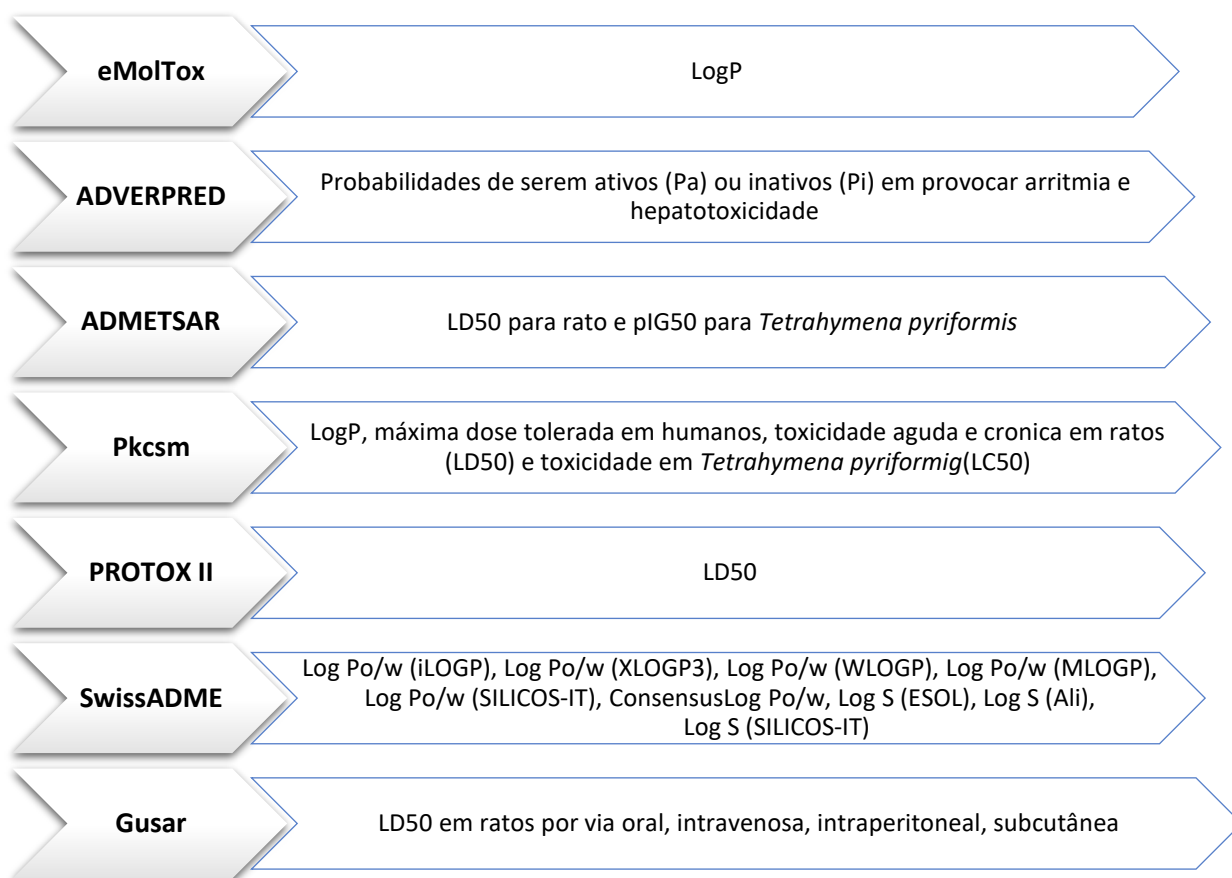 eMolTox
LogP
ADVERPRED
Probabilidades de serem ativos (Pa) ou inativos (Pi) em provocar arritmia e
hepatotoxicidade
ADMETSAR
LD50 para rato e pIG50 para Tetrahymena pyriformis
Pkcsm
LogP, máxima dose tolerada em humanos, toxicidade aguda e cronica em ratos
(LD50) e toxicidade em Tetrahymena pyriformig(LC50)
PROTOX II
LD50
SwissADME
Log Po/w (iLOGP), Log Po/w (XLOGP3), Log Po/w (WLOGP), Log Po/w (MLOGP),
Log Po/w (SILICOS-IT), ConsensusLog Po/w, Log S (ESOL), Log S (Ali),
Log S (SILICOS-IT)
Gusar
LD50 em ratos por via oral, intravenosa, intraperitoneal, subcutânea